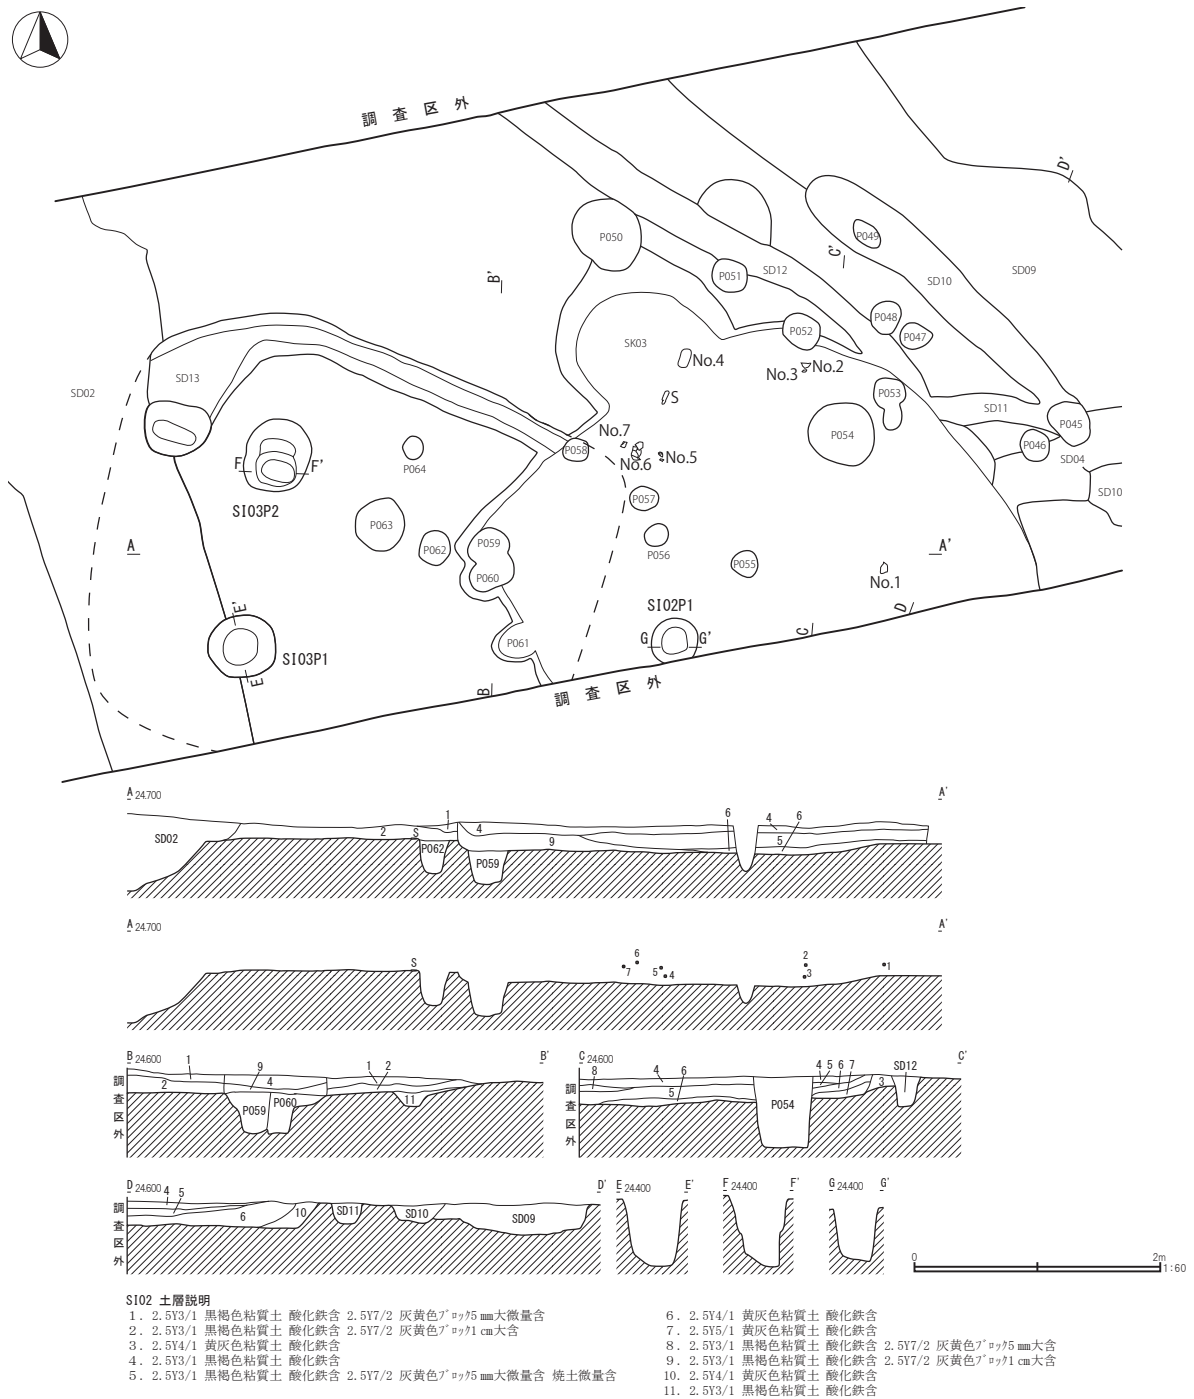 調査区外
D'
P049
P050
C'
SD09
B'
P051
SD12
SD10
P048
P052
P047
SK03
No.4
No.3
No.2
SD13
SD02
S
P053
SD11
P045
No.7
P054
P058
No.6
No.5
P046
SD04
F
F'
P064
SD10
P057
SI03P2
P063
P059
P056
A
P062
A'
P055
P060
No.1
E'
SI02P1
D
C
P061
G
G'
SI03P1
E
B
調査区外
A 24.700
A'
SD02
2
S
1
4
P062
P059
9
6
4
6
5
A 24.700
A'
S
6
7
5
4
2
3
1
B 24.600
B'
調査区外
1
2
9
4
1
2
P059
P060
11
C 24.600
C'
調査区外
8
4
6
5
P054
4
5
6
7
3
SD12
D 24.600
D'
調査区外
4
5
6
10
SD11
SD10
SD09
E 24.400
E'
F 24.400
F'
G 24.400
G'
0
2m
1:60
SI02 土層説明
1. 2.5Y3/1 黒褐色粘質土 酸化鉄含 2.5Y7/2 灰黄色ﾌﾞﾛｯｸ5㎜大微量含
2. 2.5Y3/1 黒褐色粘質土 酸化鉄含 2.5Y7/2 灰黄色ﾌﾞﾛｯｸ1㎝大含
3. 2.5Y4/1 黄灰色粘質土 酸化鉄含
4. 2.5Y3/1 黒褐色粘質土 酸化鉄含
5. 2.5Y3/1 黒褐色粘質土 酸化鉄含 2.5Y7/2 灰黄色ﾌﾞﾛｯｸ5㎜大微量含 焼土微量含
6. 2.5Y4/1 黄灰色粘質土 酸化鉄含
7. 2.5Y5/1 黄灰色粘質土 酸化鉄含
8. 2.5Y3/1 黒褐色粘質土 酸化鉄含 2.5Y7/2 灰黄色ﾌﾞﾛｯｸ5㎜大含
9. 2.5Y3/1 黒褐色粘質土 酸化鉄含 2.5Y7/2 灰黄色ﾌﾞﾛｯｸ1㎝大含
10. 2.5Y4/1 黄灰色粘質土 酸化鉄含
11. 2.5Y3/1 黒褐色粘質土 酸化鉄含